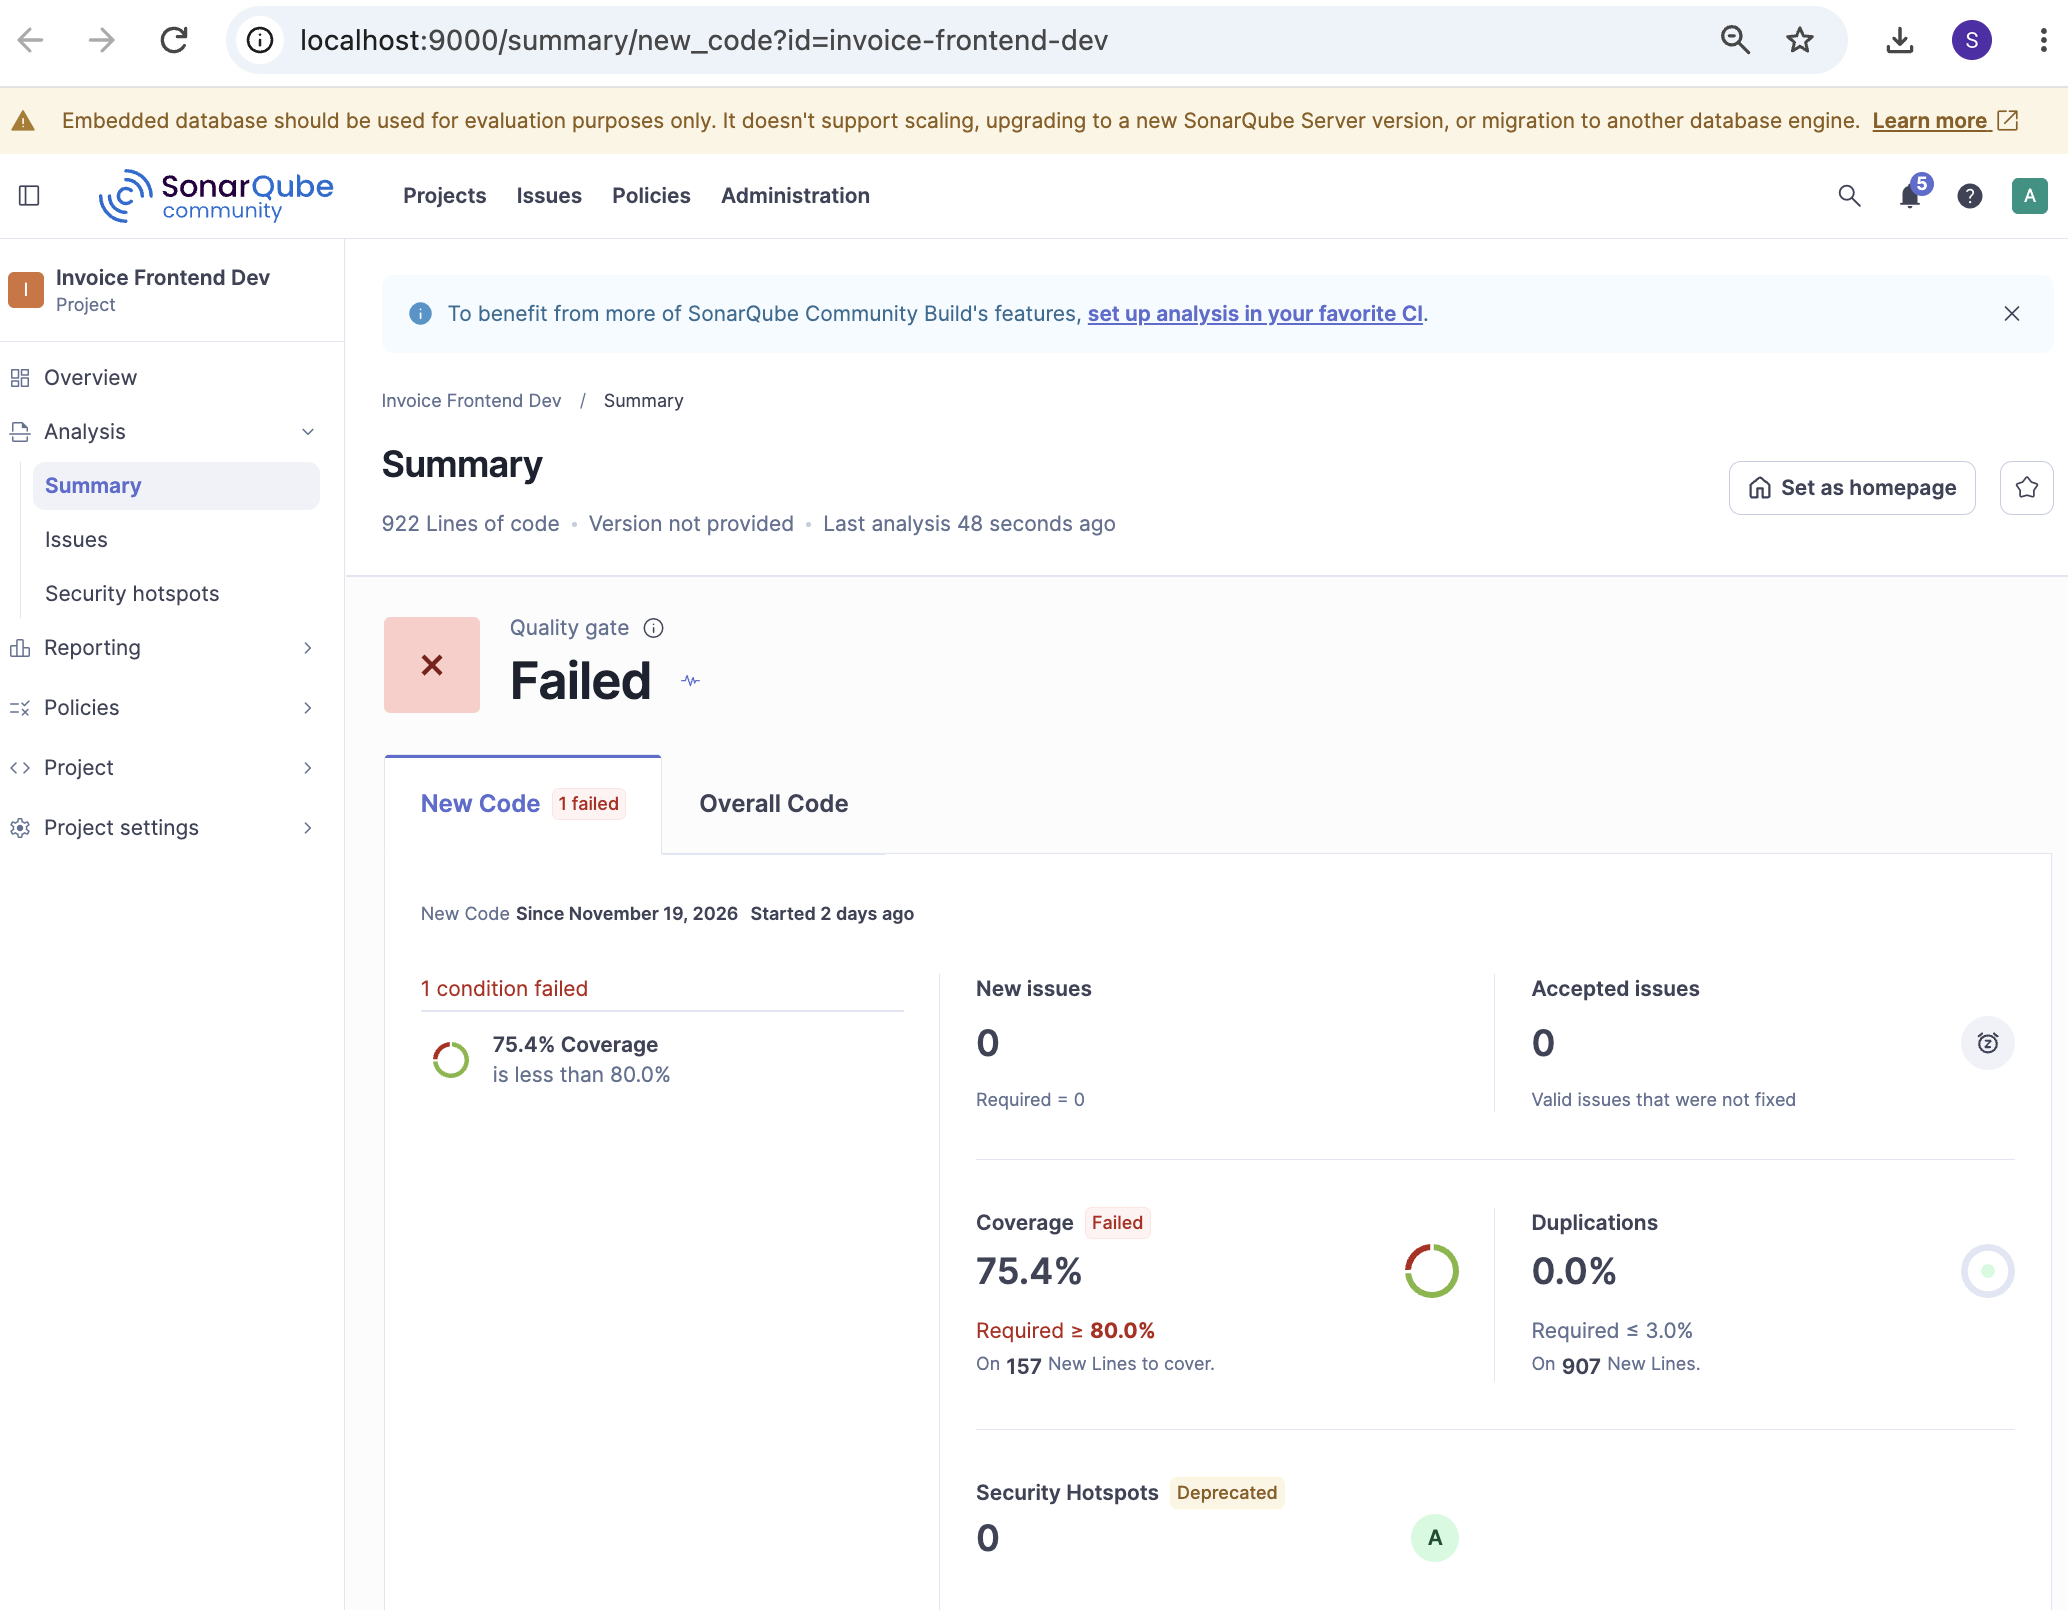 localhost:9000/summary/new_code?id=invoice-frontend-dev
S
Embedded database should be used for evaluation purposes only. It doesn't support scaling, upgrading to a new SonarQube Server version, or migration to another database engine. Learn more
SonarQube
community
Projects Issues Policies Administration
5
?
A
I
Invoice Frontend Dev
Project
Overview
Analysis
Summary
Issues
Security hotspots
Reporting
Policies
Project
Project settings
To benefit from more of SonarQube Community Build's features, set up analysis in your favorite CI.
Invoice Frontend Dev / Summary
Summary
922 Lines of code • Version not provided • Last analysis 48 seconds ago
Set as homepage
Quality gate
Failed
New Code 1 failed
Overall Code
New Code Since November 19, 2026 Started 2 days ago
1 condition failed
75.4% Coverage
is less than 80.0%
New issues
0
Required = 0
Accepted issues
0
Valid issues that were not fixed
Coverage Failed
75.4%
Required ≥ 80.0%
On 157 New Lines to cover.
Duplications
0.0%
Required ≤ 3.0%
On 907 New Lines.
Security Hotspots Deprecated
0
A